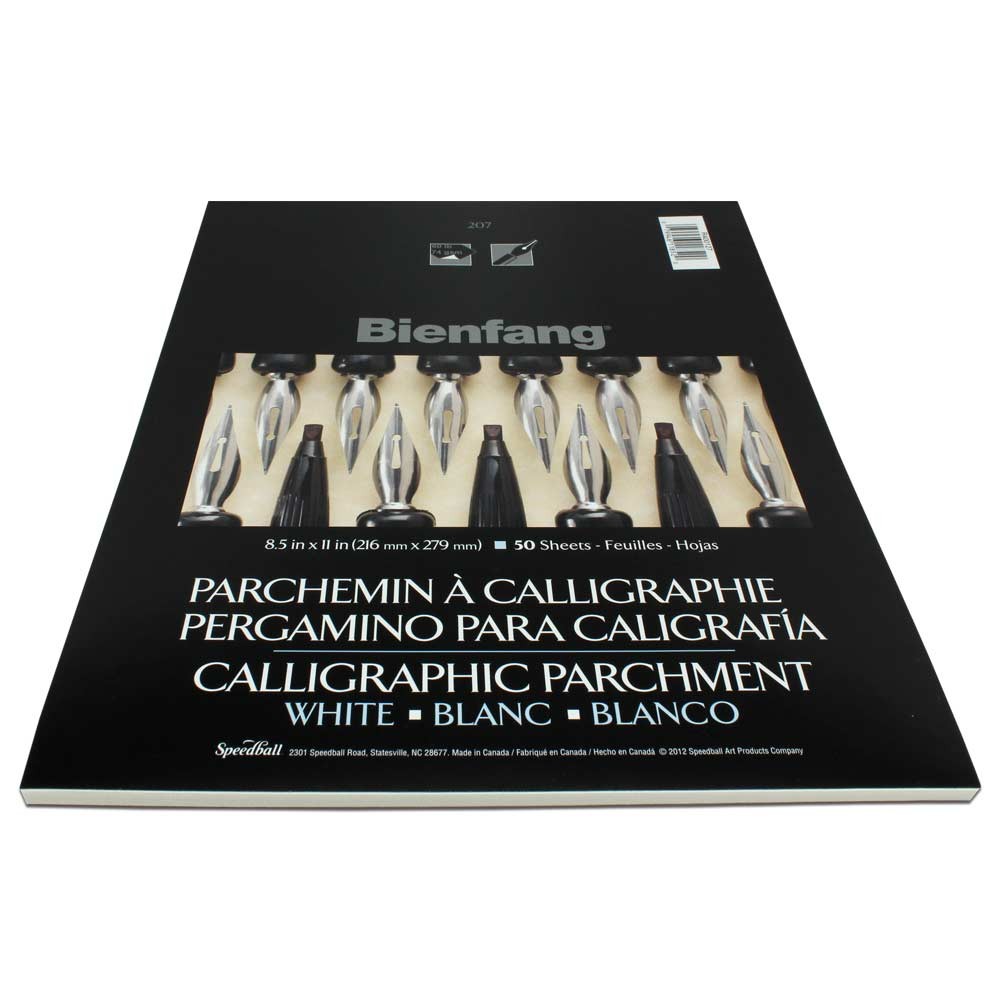 207
74 gsm
Bienfang®
8.5 in x 11 in (216 mm x 279 mm) ■ 50 Sheets - Feuilles - Hojas
PARCHEMIN À CALLIGRAPHIE
PERGAMINO PARA CALIGRAFÍA
CALLIGRAPHIC PARCHMENT
WHITE ■ BLANC ■ BLANCO
Speedball 2301 Speedball Road, Statesville, NC 28677. Made in Canada / Fabriqué en Canada / Hecho en Canadá © 2012 Speedball Art Products Company